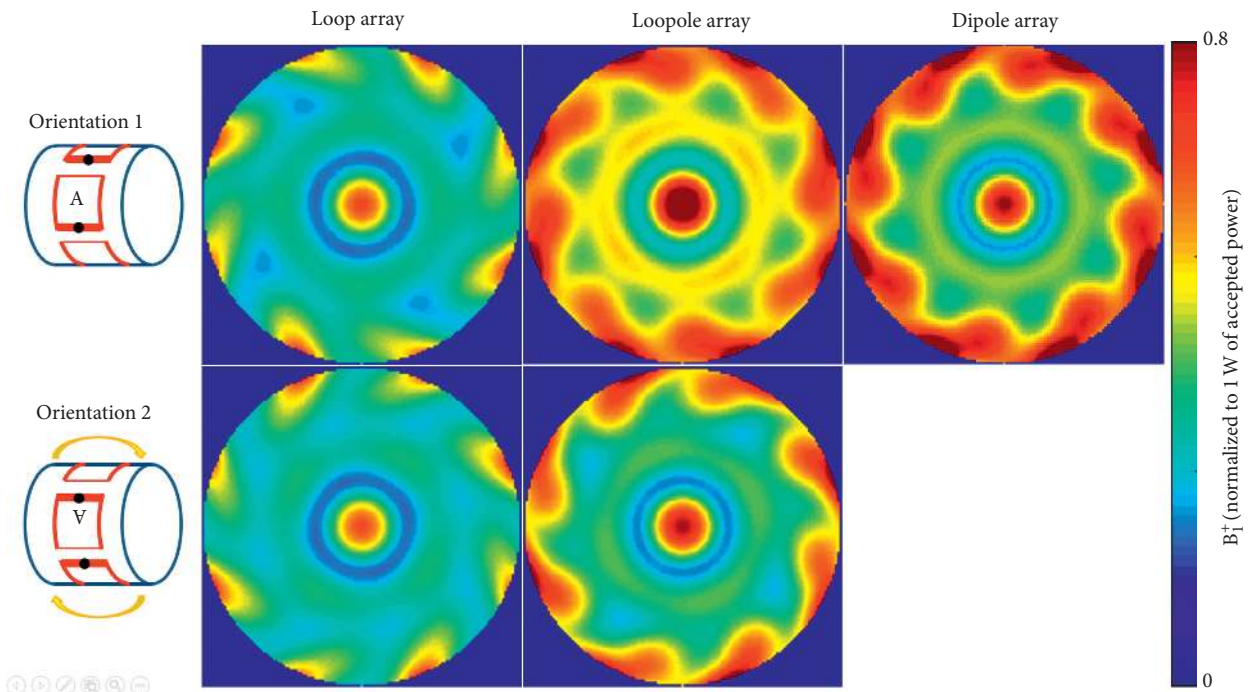 Loop array
Loopole array
Dipole array
0.8
Orientation 1
A
Orientation 2
A
B₁⁺ (normalized to 1 W of accepted power)
0